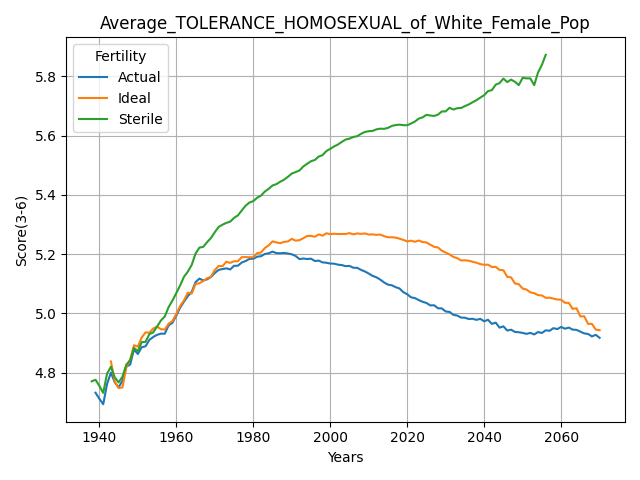 Average_TOLERANCE_HOMOSEXUAL_of_White_Female_Pop
Fertility
Actual
Ideal
Sterile
Score(3-6)
5.8
5.6
5.4
5.2
5.0
4.8
1940 1960 1980 2000 2020 2040 2060
Years